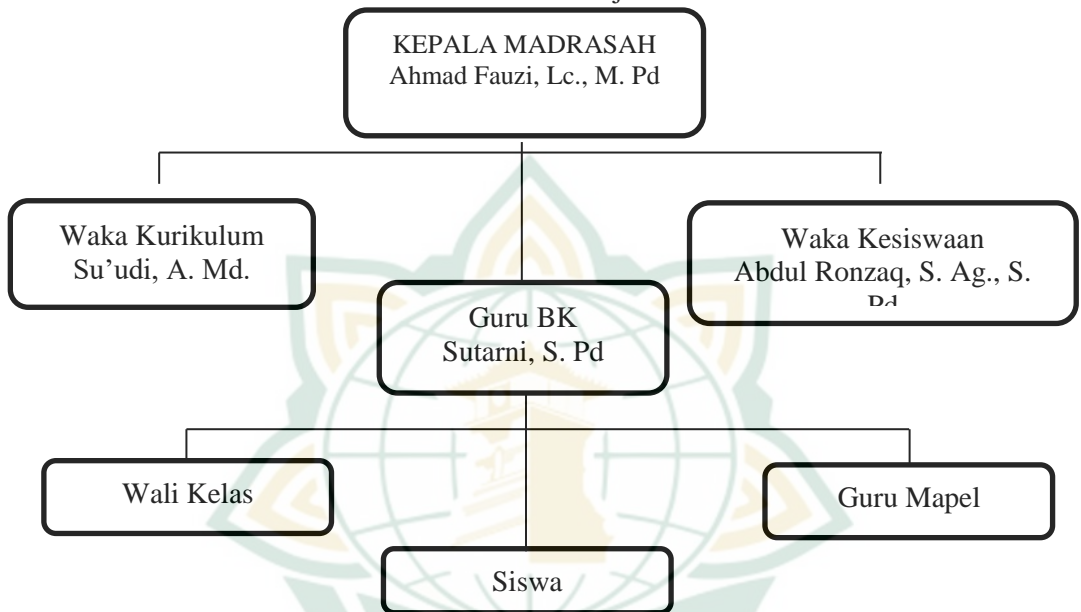 KEPALA MADRASAH
Ahmad Fauzi, Lc., M. Pd
Waka Kurikulum
Su’udi, A. Md.
Waka Kesiswaan
Abdul Ronzaq, S. Ag., S.
Pd
Guru BK
Sutarni, S. Pd
Wali Kelas
Guru Mapel
Siswa